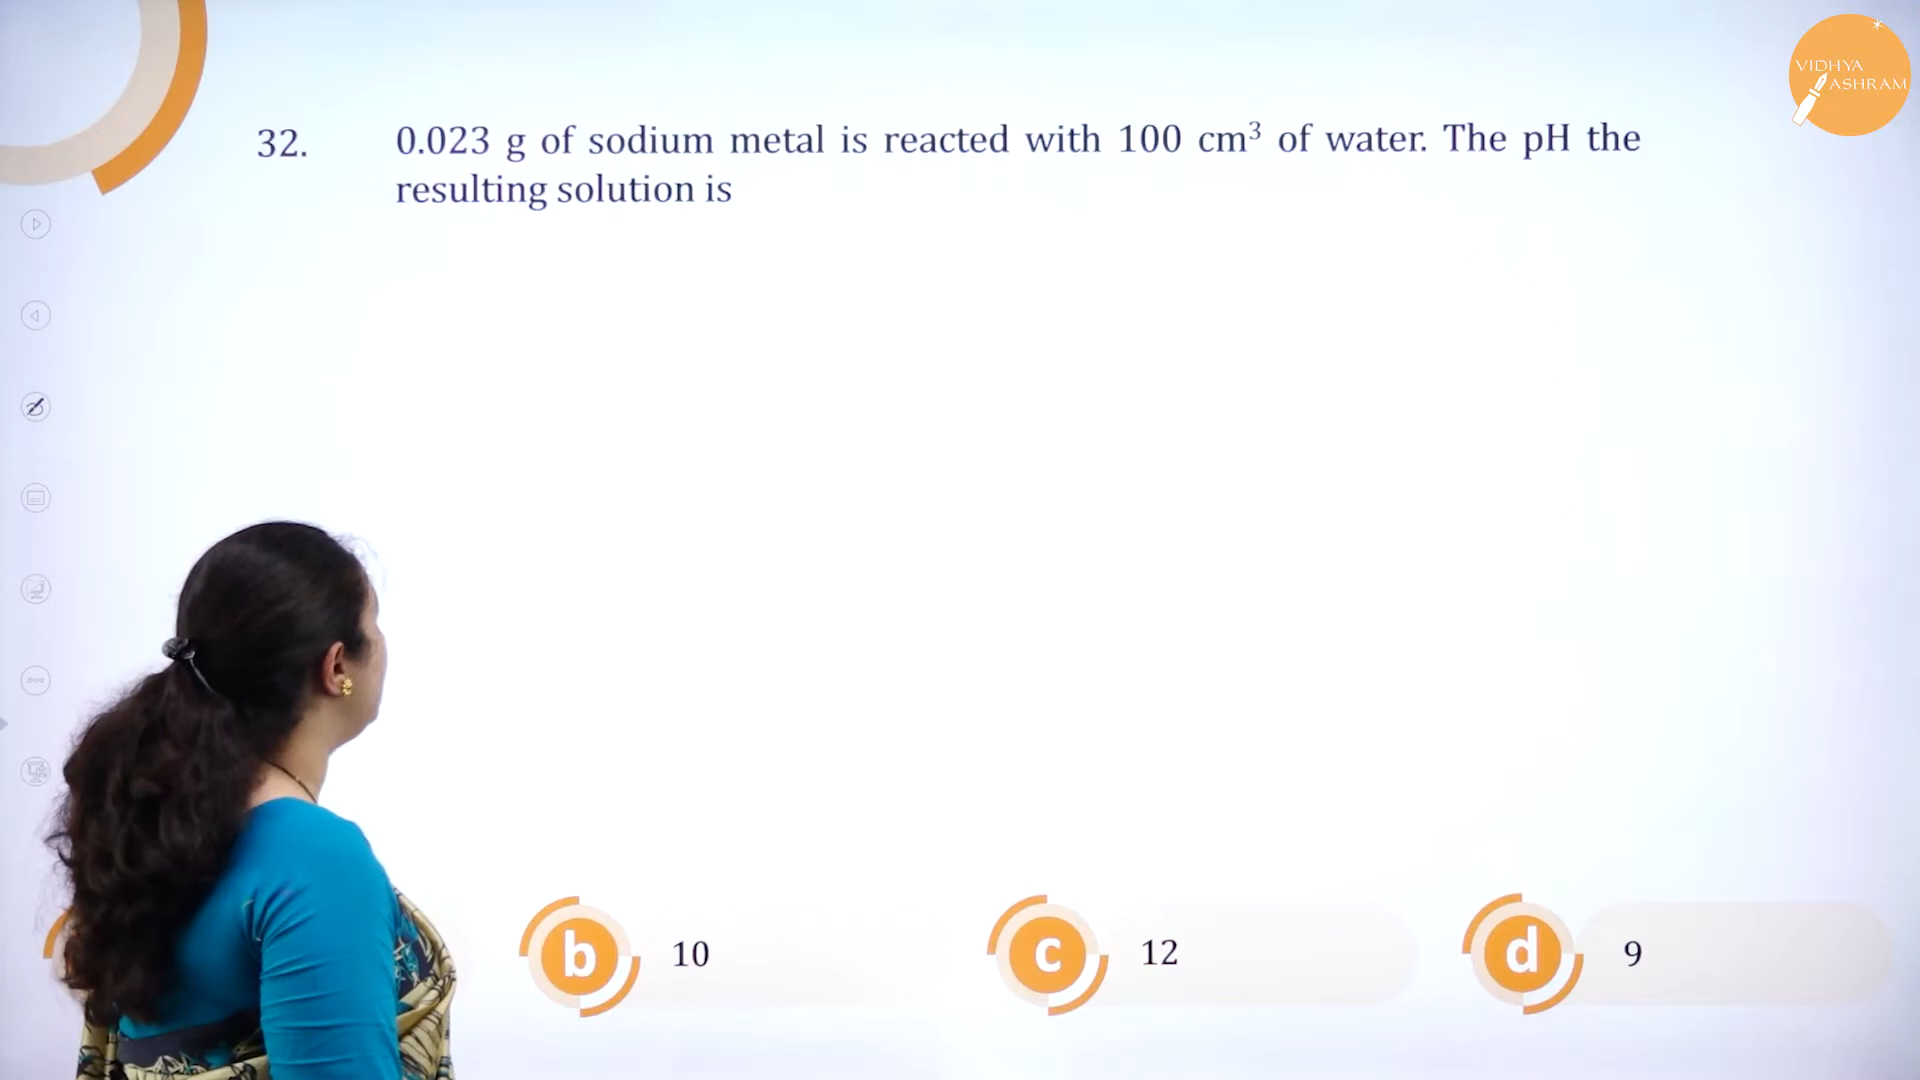 VIDHYA
ASHRAM
32. 0.023 g of sodium metal is reacted with 100 cm³ of water. The pH the
resulting solution is
b 10
c 12
d 9